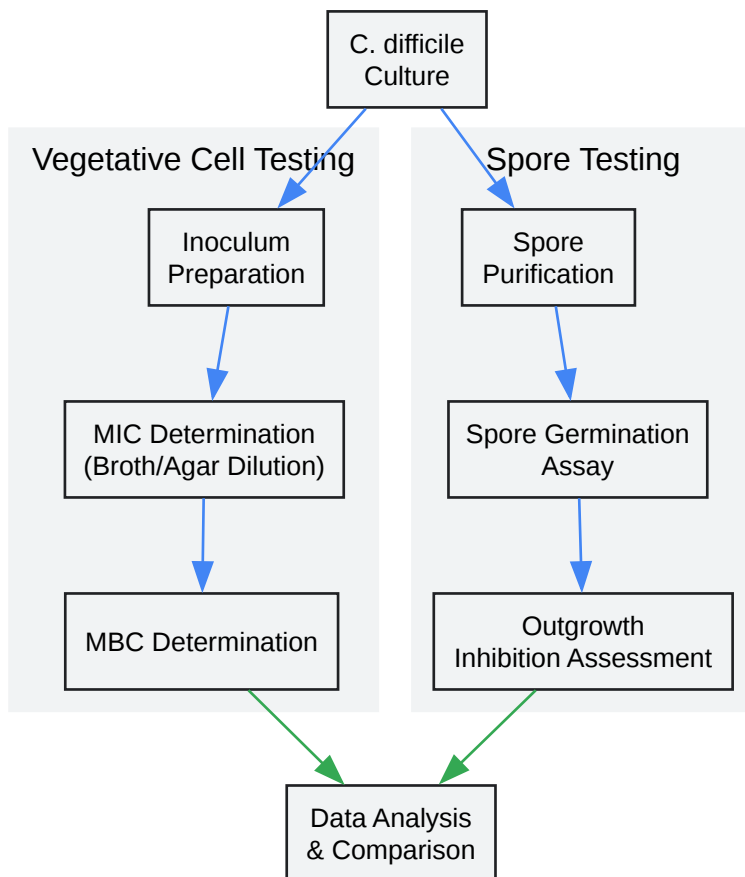 C. difficile
Culture
Vegetative Cell Testing
Spore Testing
Inoculum
Preparation
Spore
Purification
MIC Determination
(Broth/Agar Dilution)
Spore Germination
Assay
MBC Determination
Outgrowth
Inhibition Assessment
Data Analysis
& Comparison